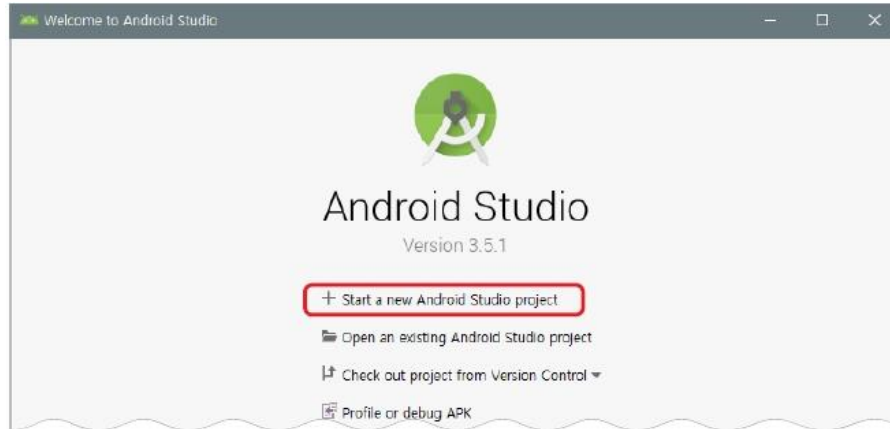 Welcome to Android Studio
Android Studio
Version 3.5.1
+ Start a new Android Studio project
Open an existing Android Studio project
Check out project from Version Control
Profile or debug APK